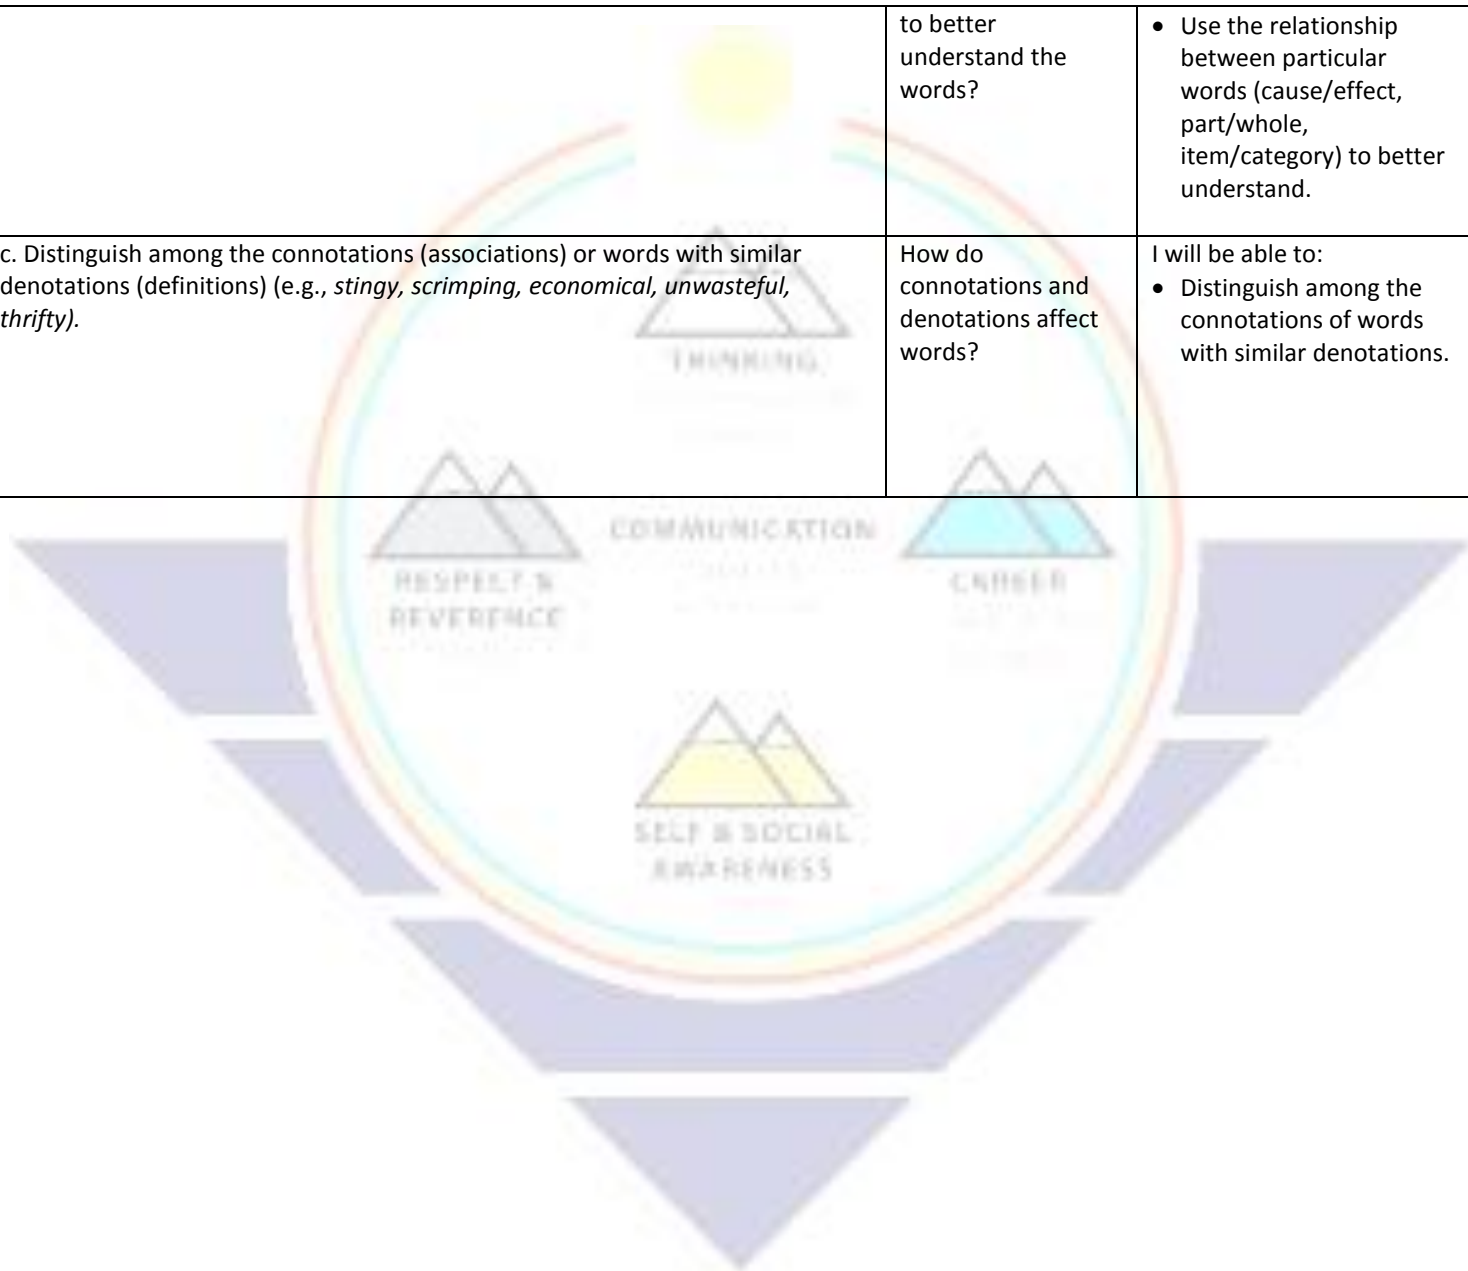 to better
understand the
words?
• Use the relationship
between particular
words (cause/effect,
part/whole,
item/category) to better
understand.
c. Distinguish among the connotations (associations) or words with similar
denotations (definitions) (e.g., stingy, scrimping, economical, unwasteful,
thrifty).
How do
connotations and
denotations affect
words?
I will be able to:
• Distinguish among the
connotations of words
with similar denotations.
THINKING
RESPECT &
REVERENCE
COMMUNICATION
CAREER
SELF & SOCIAL
AWARENESS